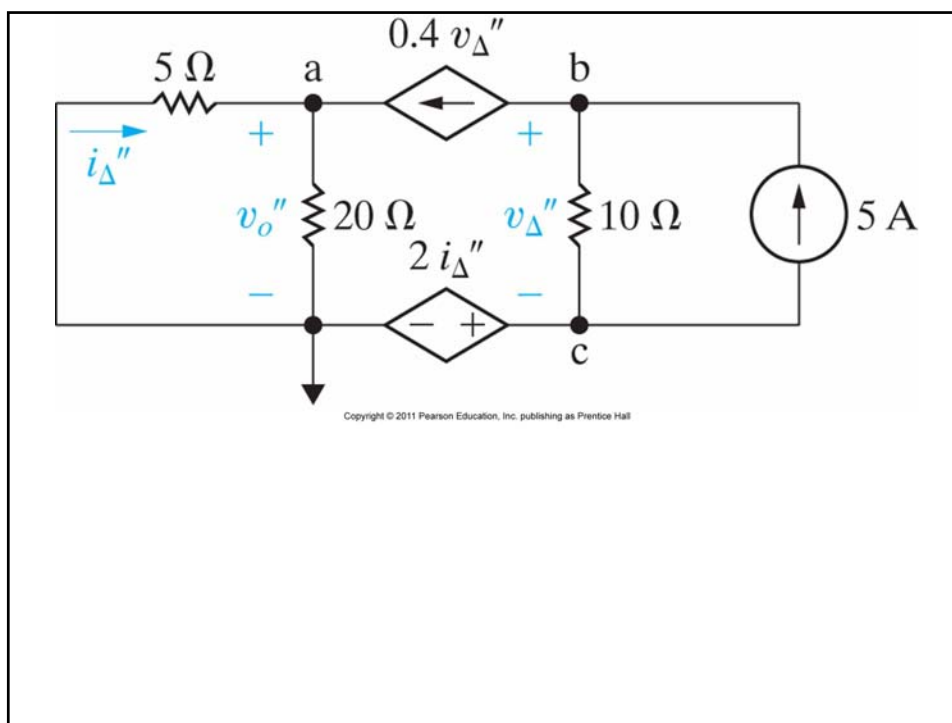 0.4 v_Δ″
5 Ω
a
b
+
+
i_Δ″
v_o″
20 Ω
v_Δ″
10 Ω
5 A
2 i_Δ″
−
−
− +
c
Copyright © 2011 Pearson Education, Inc. publishing as Prentice Hall